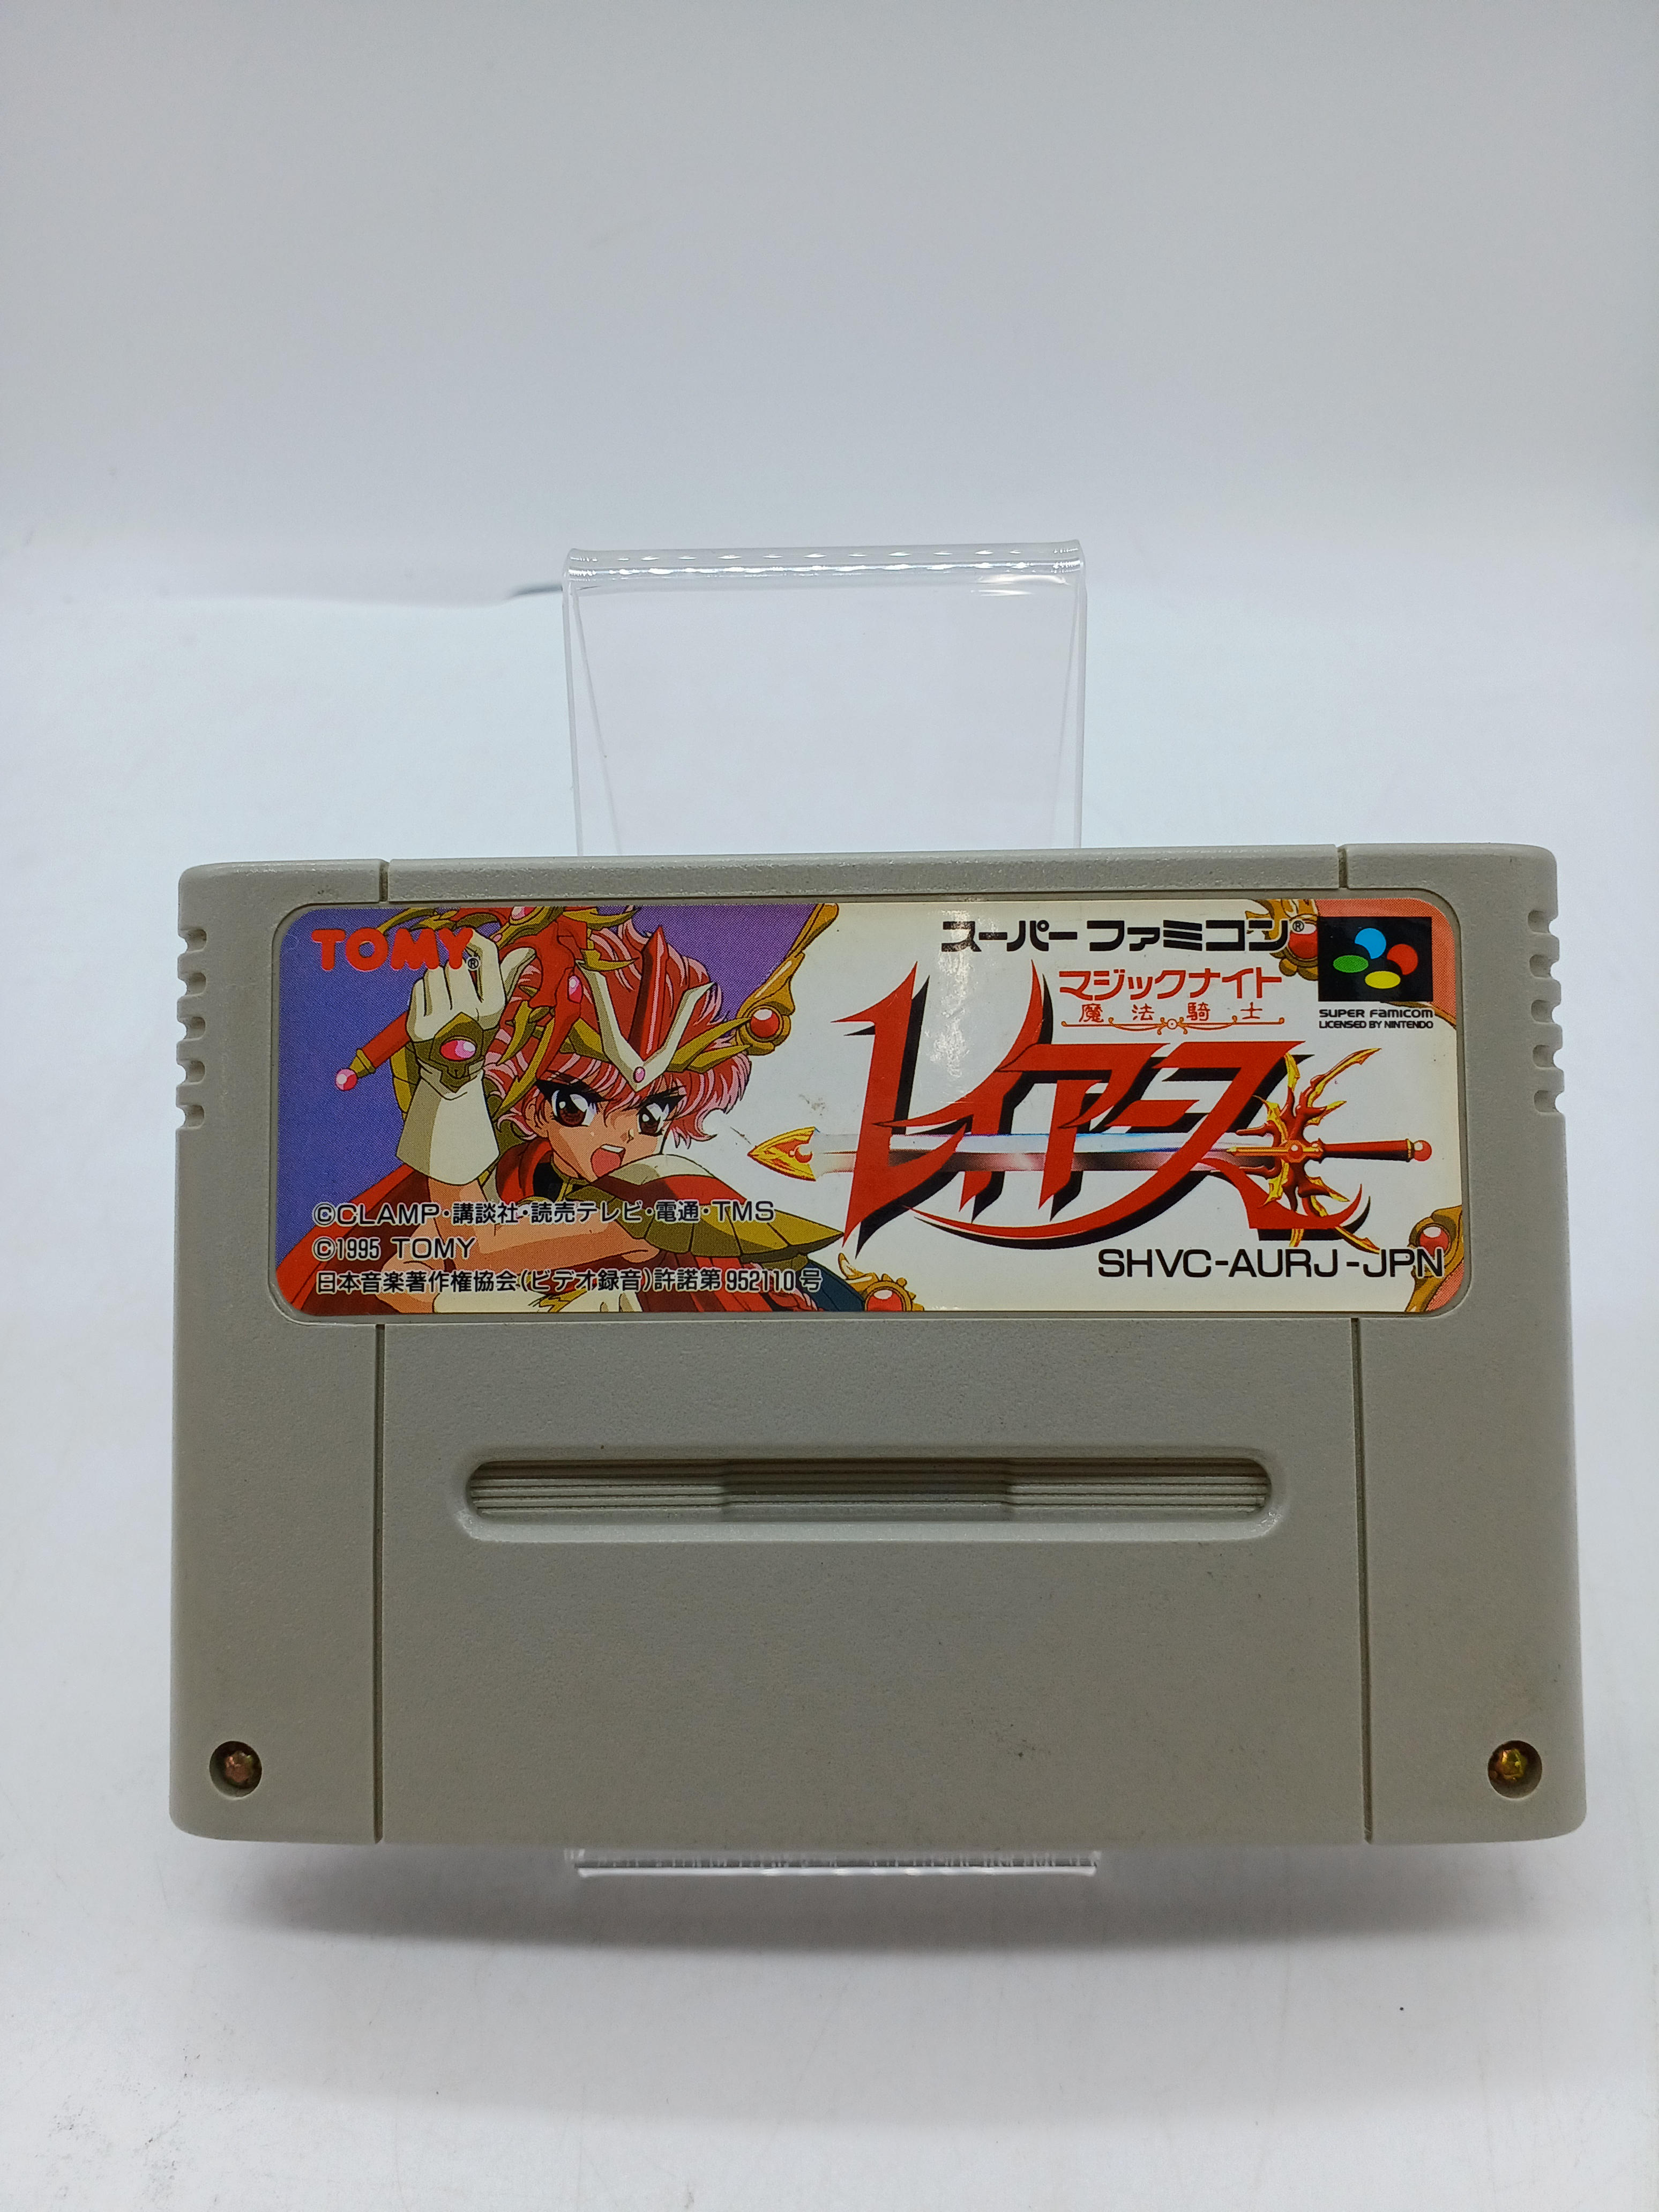 TOMY®
スーパーファミコン®
マジックナイト
魔法騎士
レイアース
SUPER FAMICOM
LICENSED BY NINTENDO
©CLAMP・講談社・読売テレビ・電通・TMS
©1995 TOMY
日本音楽著作権協会(ビデオ録音)許諾第952110号
SHVC-AURJ-JPN